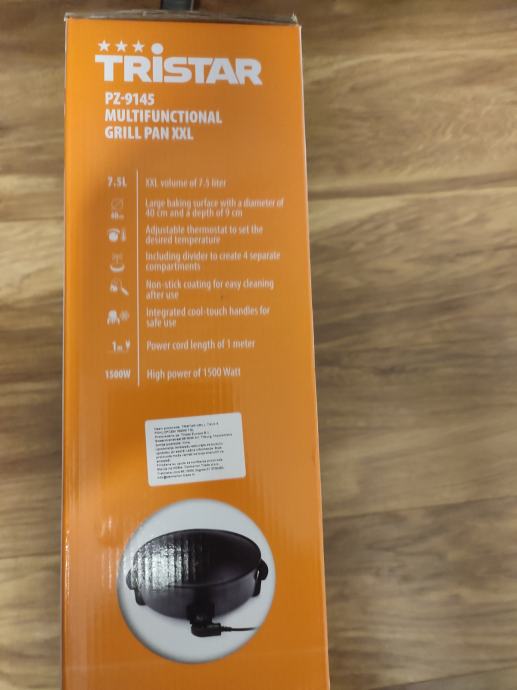 TRISTAR
PZ-9145
MULTIFUNCTIONAL
GRILL PAN XXL
7.5L XXL volume of 7.5 liter
Large baking surface with a diameter of
40 cm and a depth of 9 cm
Adjustable thermostat to set the
desired temperature
Including divider to create 4 separate
compartments
Non-stick coating for easy cleaning
after use
Integrated cool-touch handles for
safe use
1m Power cord length of 1 meter
1500W High power of 1500 Watt